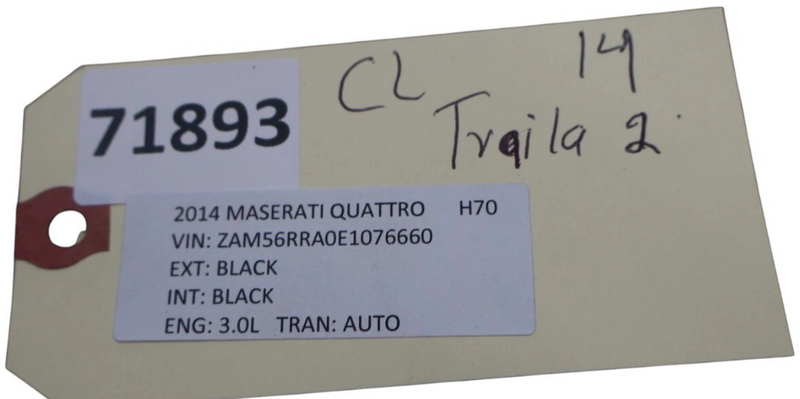 71893
CL 14
Traila 2
2014 MASERATI QUATTRO H70
VIN: ZAM56RRA0E1076660
EXT: BLACK
INT: BLACK
ENG: 3.0L TRAN: AUTO